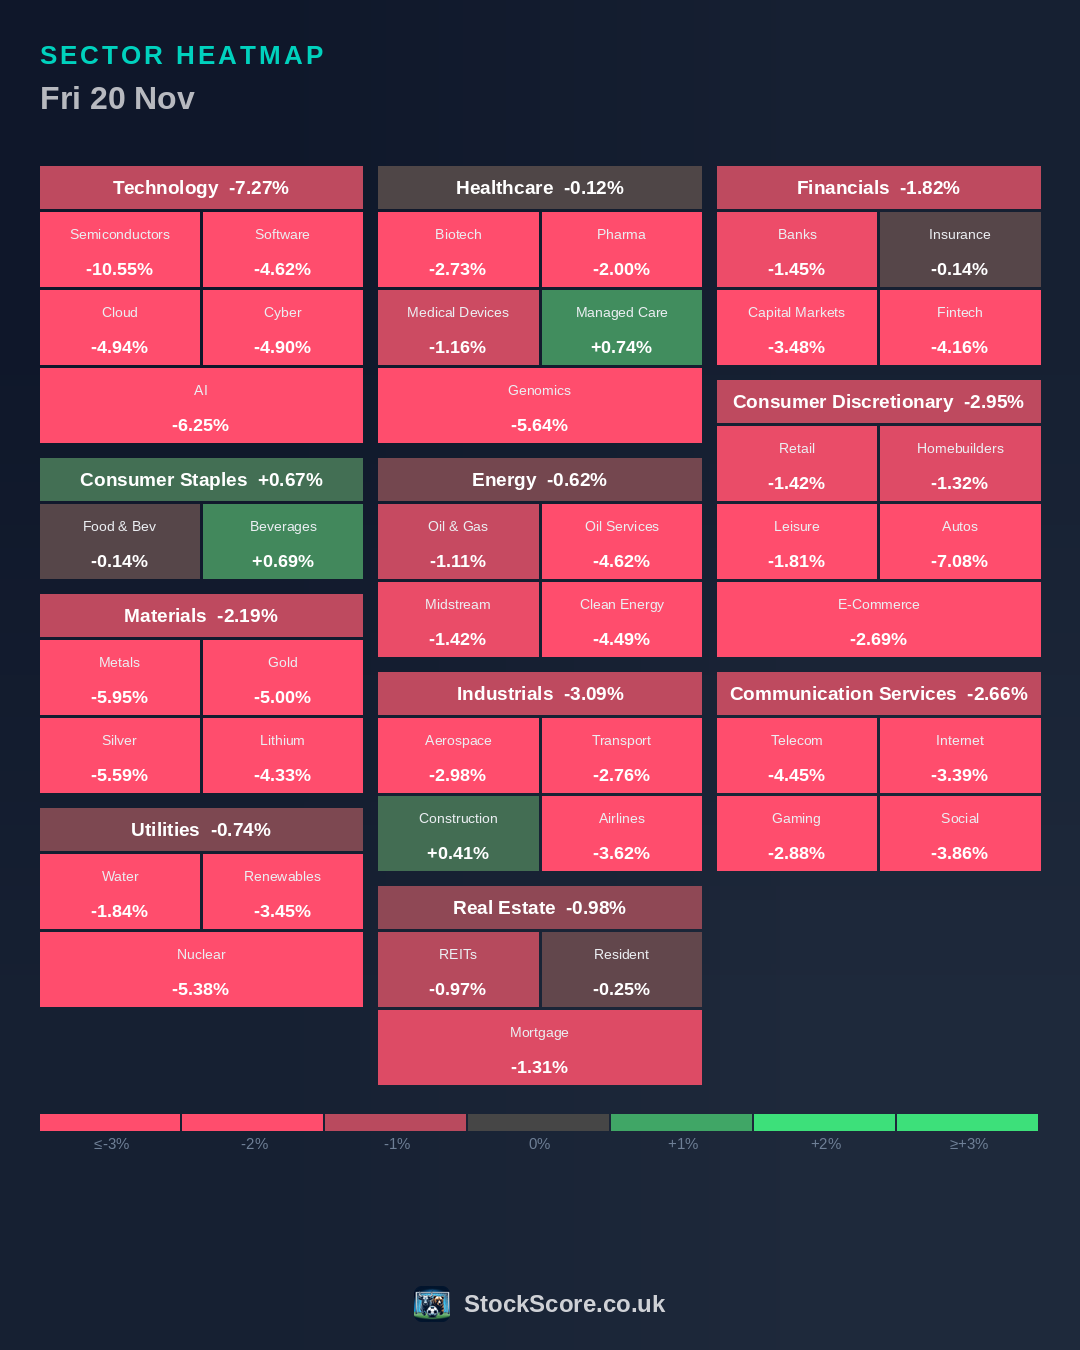 SECTOR HEATMAP
Fri 20 Nov
Technology -7.27%
Semiconductors Software
-10.55% -4.62%
Cloud Cyber
-4.94% -4.90%
AI
-6.25%
Consumer Staples +0.67%
Food & Bev Beverages
-0.14% +0.69%
Materials -2.19%
Metals Gold
-5.95% -5.00%
Silver Lithium
-5.59% -4.33%
Utilities -0.74%
Water Renewables
-1.84% -3.45%
Nuclear
-5.38%
Healthcare -0.12%
Biotech Pharma
-2.73% -2.00%
Medical Devices Managed Care
-1.16% +0.74%
Genomics
-5.64%
Energy -0.62%
Oil & Gas Oil Services
-1.11% -4.62%
Midstream Clean Energy
-1.42% -4.49%
Industrials -3.09%
Aerospace Transport
-2.98% -2.76%
Construction Airlines
+0.41% -3.62%
Real Estate -0.98%
REITs Resident
-0.97% -0.25%
Mortgage
-1.31%
Financials -1.82%
Banks Insurance
-1.45% -0.14%
Capital Markets Fintech
-3.48% -4.16%
Consumer Discretionary -2.95%
Retail Homebuilders
-1.42% -1.32%
Leisure Autos
-1.81% -7.08%
E-Commerce
-2.69%
Communication Services -2.66%
Telecom Internet
-4.45% -3.39%
Gaming Social
-2.88% -3.86%
≤-3% -2% -1% 0% +1% +2% ≥+3%
StockScore.co.uk